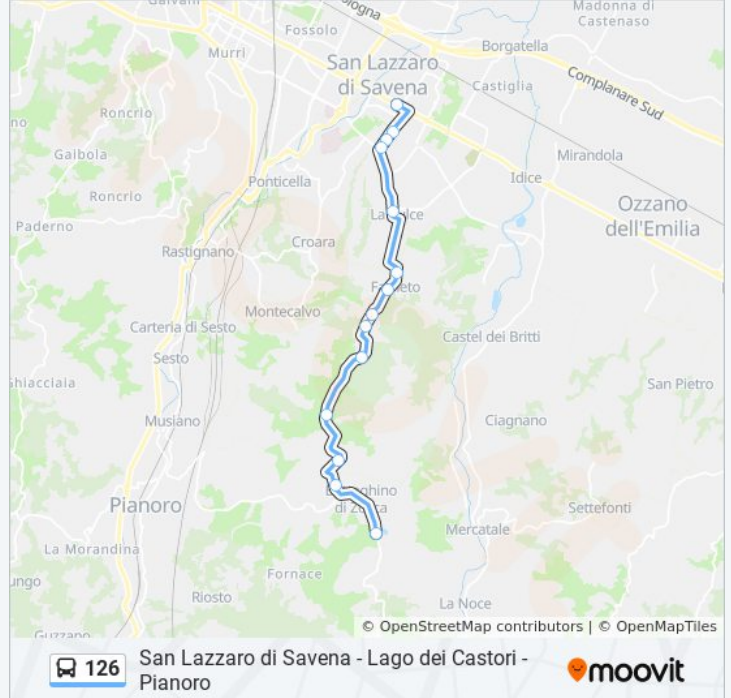 Galvani
Bologna
Madonna di
Castenaso
Fossolo
Borgatella
Murri
San Lazzaro
di Savena
Complanare Sud
Castiglia
Roncrio
Gaibola
Mirandola
Ponticella
Idice
Roncrio
Ozzano
dell'Emilia
Paderno
Croara
Rastignano
Montecalvo
Carteria di Sesto
Castel dei Britti
Sesto
San Pietro
Musiano
Ciagnano
Pianoro
Settefonti
Mercatale
La Morandina
Fornace
Riosto
La Noce
Guzzano
© OpenStreetMap contributors | © OpenMapTiles
126
San Lazzaro di Savena - Lago dei Castori -
Pianoro
moovit